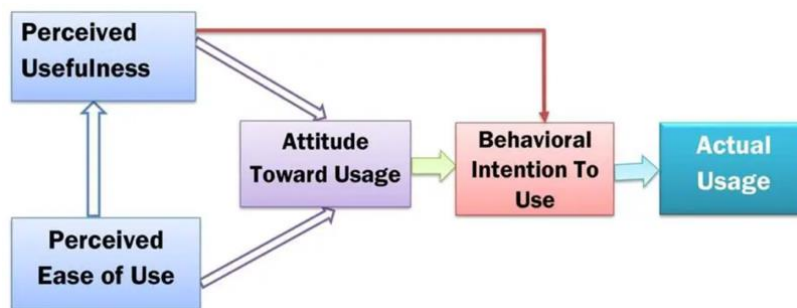 Perceived
Usefulness
Attitude
Toward Usage
Behavioral
Intention To
Use
Actual
Usage
Perceived
Ease of Use